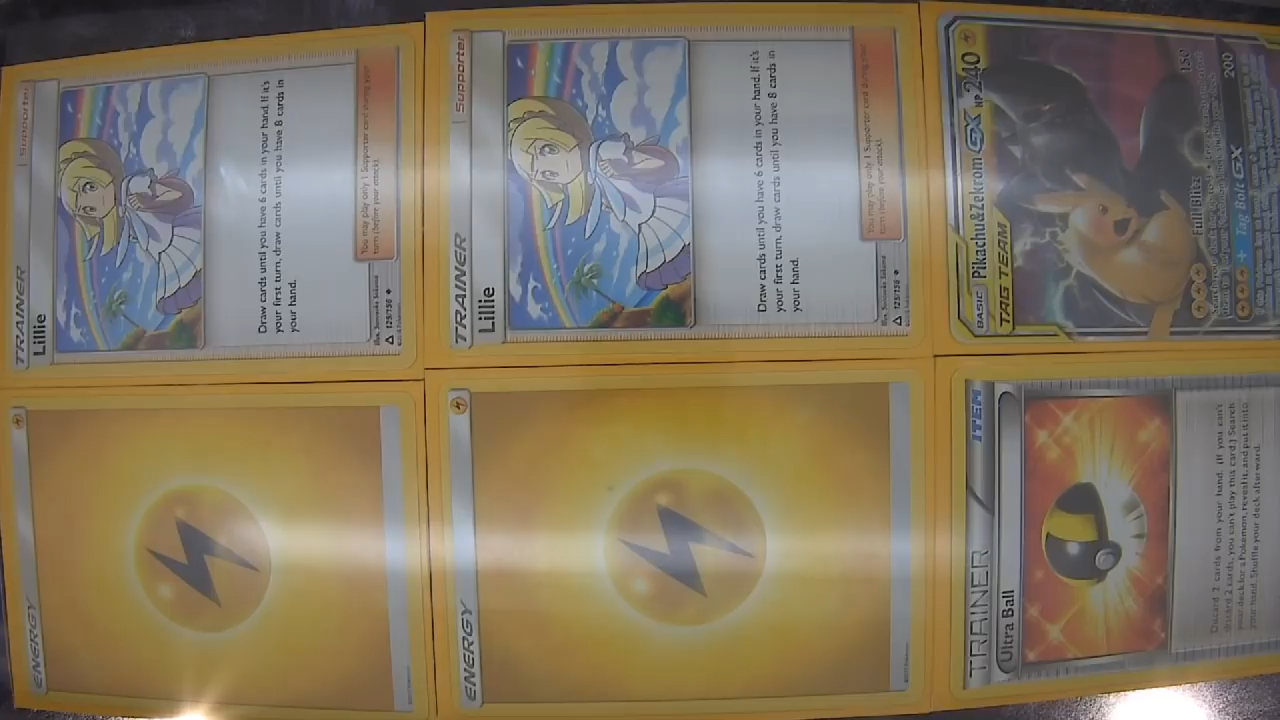 Supporter
TRAINER
Lillie
Draw cards until you have 6 cards in your hand. If it's
your first turn, draw cards until you have 8 cards in
your hand.
You may play only 1 Supporter card during your
turn (before your attack).
125/156
Supporter
TRAINER
Lillie
Draw cards until you have 6 cards in your hand. If it's
your first turn, draw cards until you have 8 cards in
your hand.
You may play only 1 Supporter card during your
turn (before your attack).
125/156
BASIC Pikachu & Zekrom GX HP 240
TAG TEAM
Full Blitz 150
+ Tag Bolt GX 200
ENERGY
ENERGY
ITEM
TRAINER
Ultra Ball
Discard 2 cards from your hand. (If you can't
discard 2 cards, you can't play this card.) Search
your deck for a Pokémon, reveal it, and put it into
your hand. Shuffle your deck afterward.